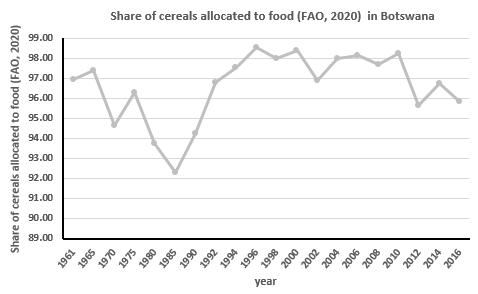 Share of cereals allocated to food (FAO, 2020) in Botswana
Share of cereals allocated to food (FAO, 2020)
99.00
98.00
97.00
96.00
95.00
94.00
93.00
92.00
91.00
90.00
89.00
1961 1965 1970 1975 1980 1985 1990 1992 1994 1996 1998 2000 2002 2004 2006 2008 2010 2012 2014 2016
year